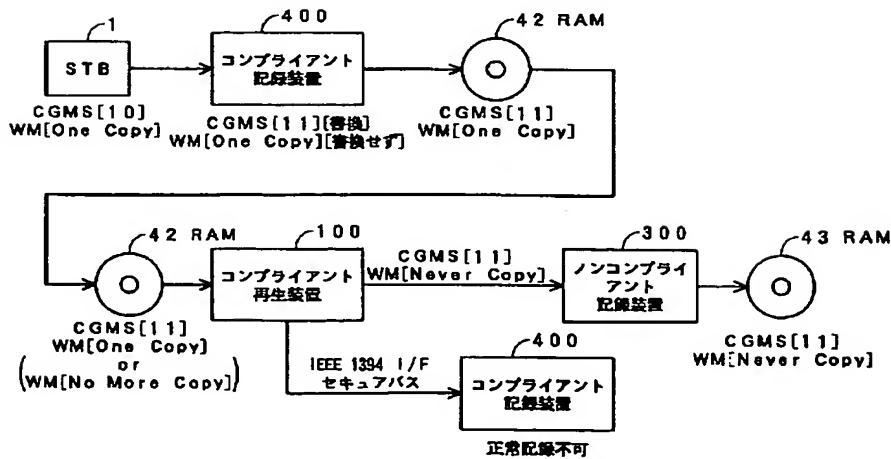 1
STB
CGMS[10]
WM[One Copy]
400
コンプライアント
記録装置
CGMS[11][書換]
WM[One Copy][書換せず]
42 RAM
CGMS[11]
WM[One Copy]
42 RAM
CGMS[11]
WM[One Copy]
or
(WM[No More Copy])
100
コンプライアント
再生装置
CGMS[11]
WM[Never Copy]
300
ノンコンプライ
アント
記録装置
43 RAM
CGMS[11]
WM[Never Copy]
IEEE 1394 I/F
セキュアバス
400
コンプライアント
記録装置
正常記録不可